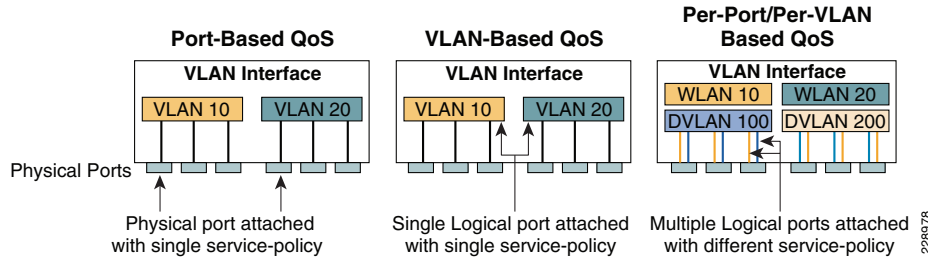 Port-Based QoS
VLAN Interface
VLAN 10
VLAN 20
Physical Ports
Physical port attached
with single service-policy
VLAN-Based QoS
VLAN Interface
VLAN 10
VLAN 20
Single Logical port attached
with single service-policy
Per-Port/Per-VLAN
Based QoS
VLAN Interface
WLAN 10
WLAN 20
DVLAN 100
DVLAN 200
Multiple Logical ports attached
with different service-policy
228978